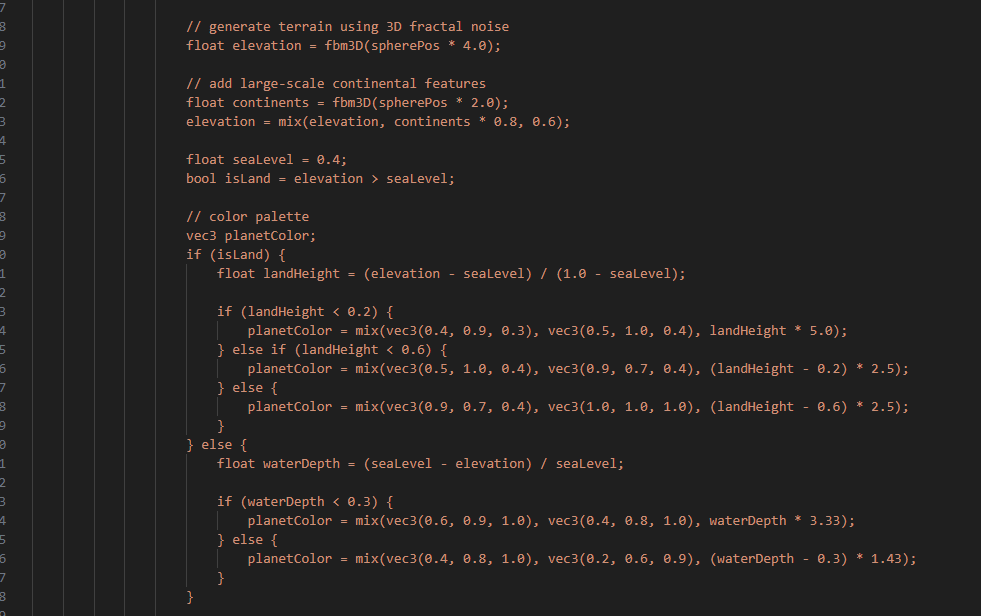 7
8 // generate terrain using 3D fractal noise
9 float elevation = fbm3D(spherePos * 4.0);
0
1 // add large-scale continental features
2 float continents = fbm3D(spherePos * 2.0);
3 elevation = mix(elevation, continents * 0.8, 0.6);
4
5 float seaLevel = 0.4;
6 bool isLand = elevation > seaLevel;
7
8 // color palette
9 vec3 planetColor;
0 if (isLand) {
1 float landHeight = (elevation - seaLevel) / (1.0 - seaLevel);
2
3 if (landHeight < 0.2) {
4 planetColor = mix(vec3(0.4, 0.9, 0.3), vec3(0.5, 1.0, 0.4), landHeight * 5.0);
5 } else if (landHeight < 0.6) {
6 planetColor = mix(vec3(0.5, 1.0, 0.4), vec3(0.9, 0.7, 0.4), (landHeight - 0.2) * 2.5);
7 } else {
8 planetColor = mix(vec3(0.9, 0.7, 0.4), vec3(1.0, 1.0, 1.0), (landHeight - 0.6) * 2.5);
9 }
0 } else {
1 float waterDepth = (seaLevel - elevation) / seaLevel;
2
3 if (waterDepth < 0.3) {
4 planetColor = mix(vec3(0.6, 0.9, 1.0), vec3(0.4, 0.8, 1.0), waterDepth * 3.33);
5 } else {
6 planetColor = mix(vec3(0.4, 0.8, 1.0), vec3(0.2, 0.6, 0.9), (waterDepth - 0.3) * 1.43);
7 }
8 }